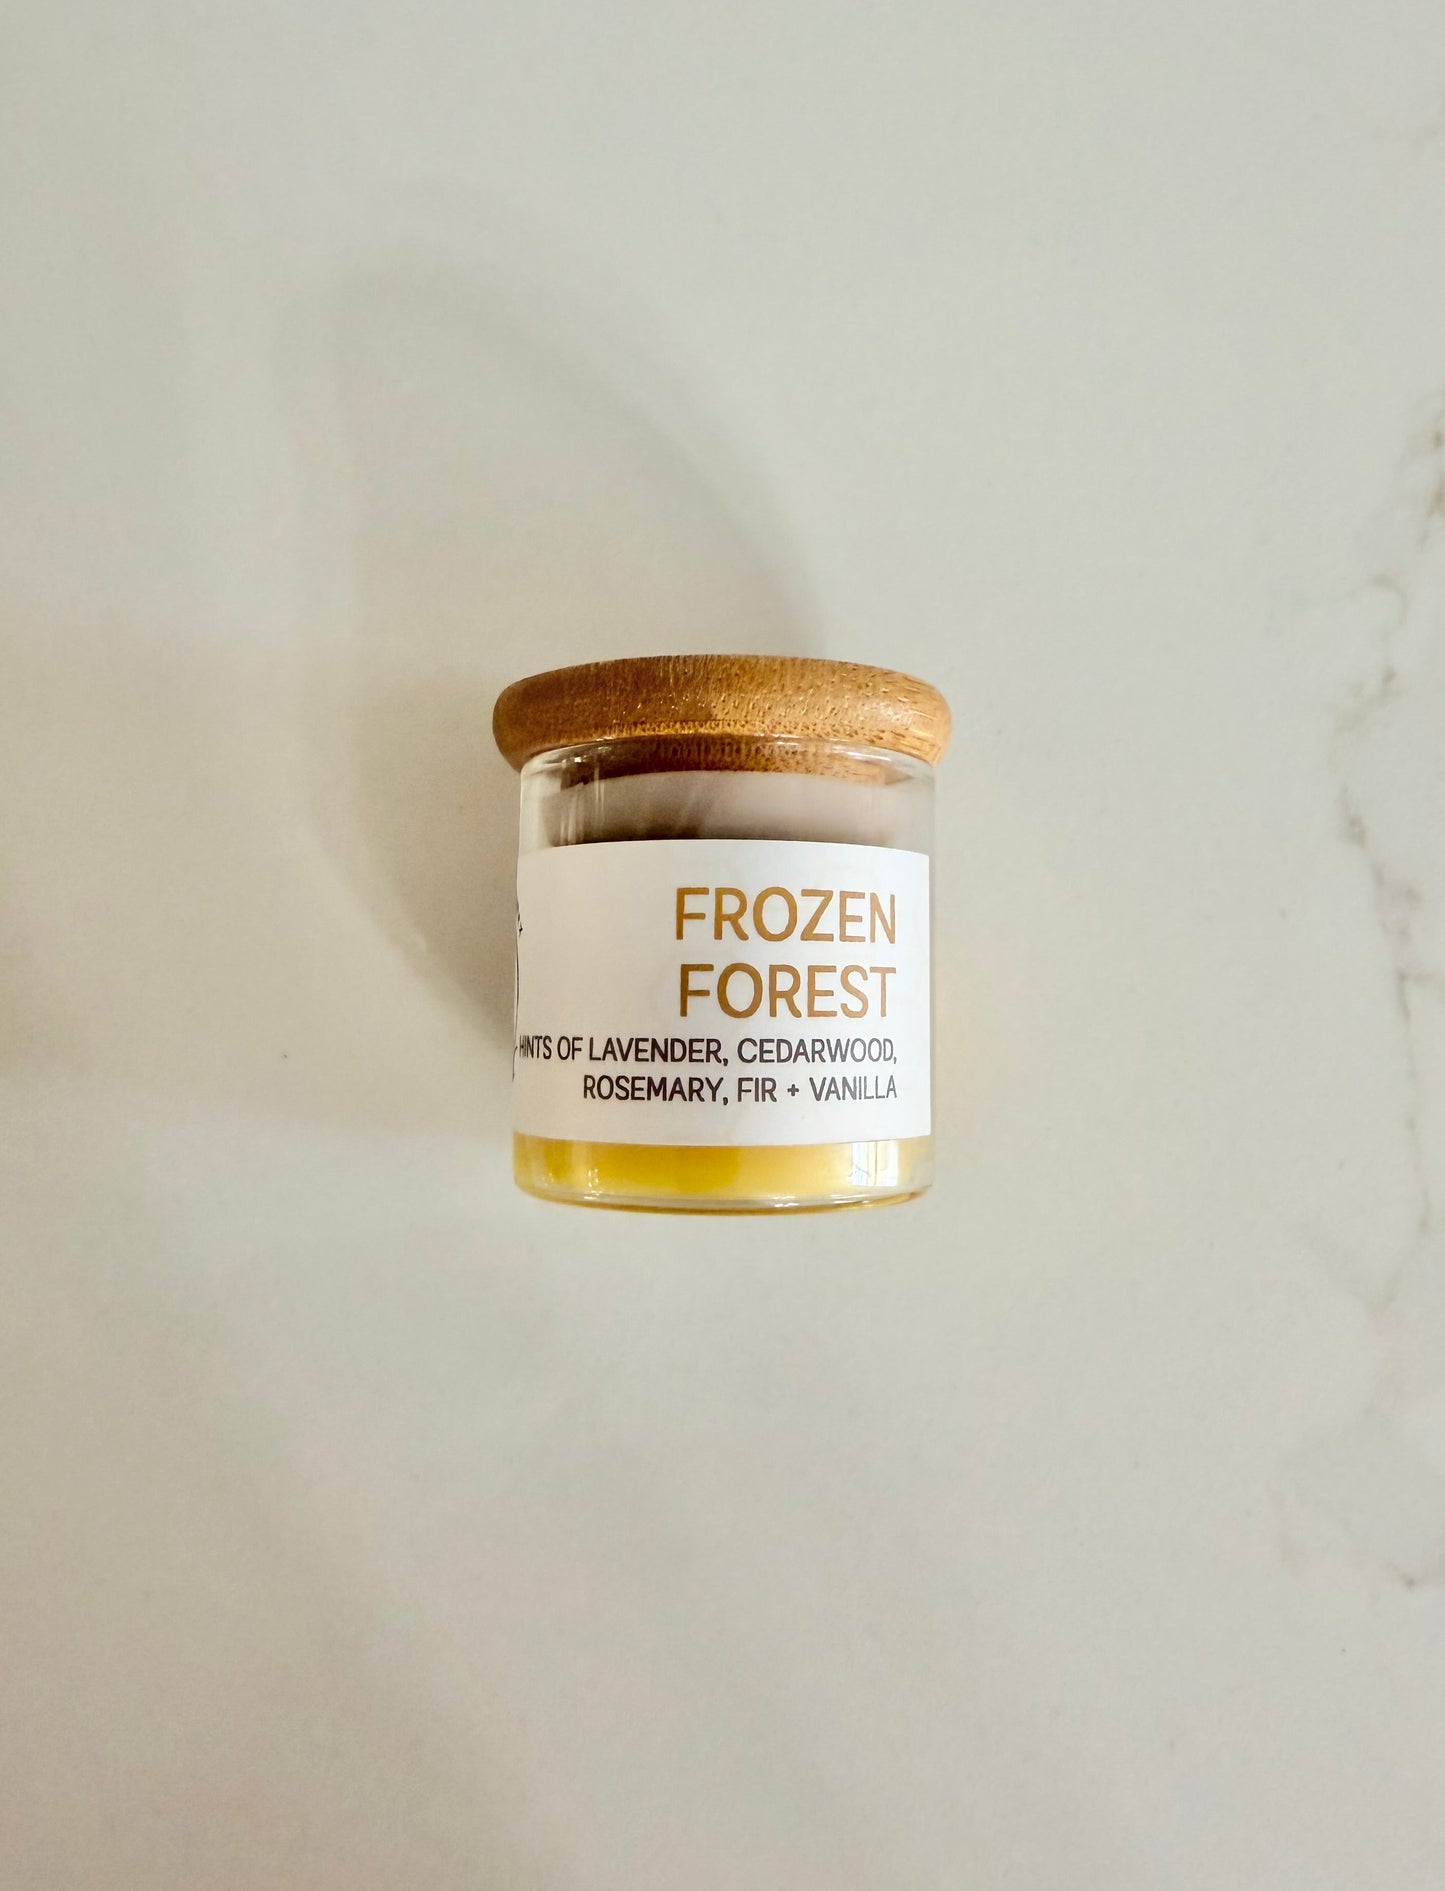 FROZEN
FOREST
HINTS OF LAVENDER, CEDARWOOD,
ROSEMARY, FIR + VANILLA